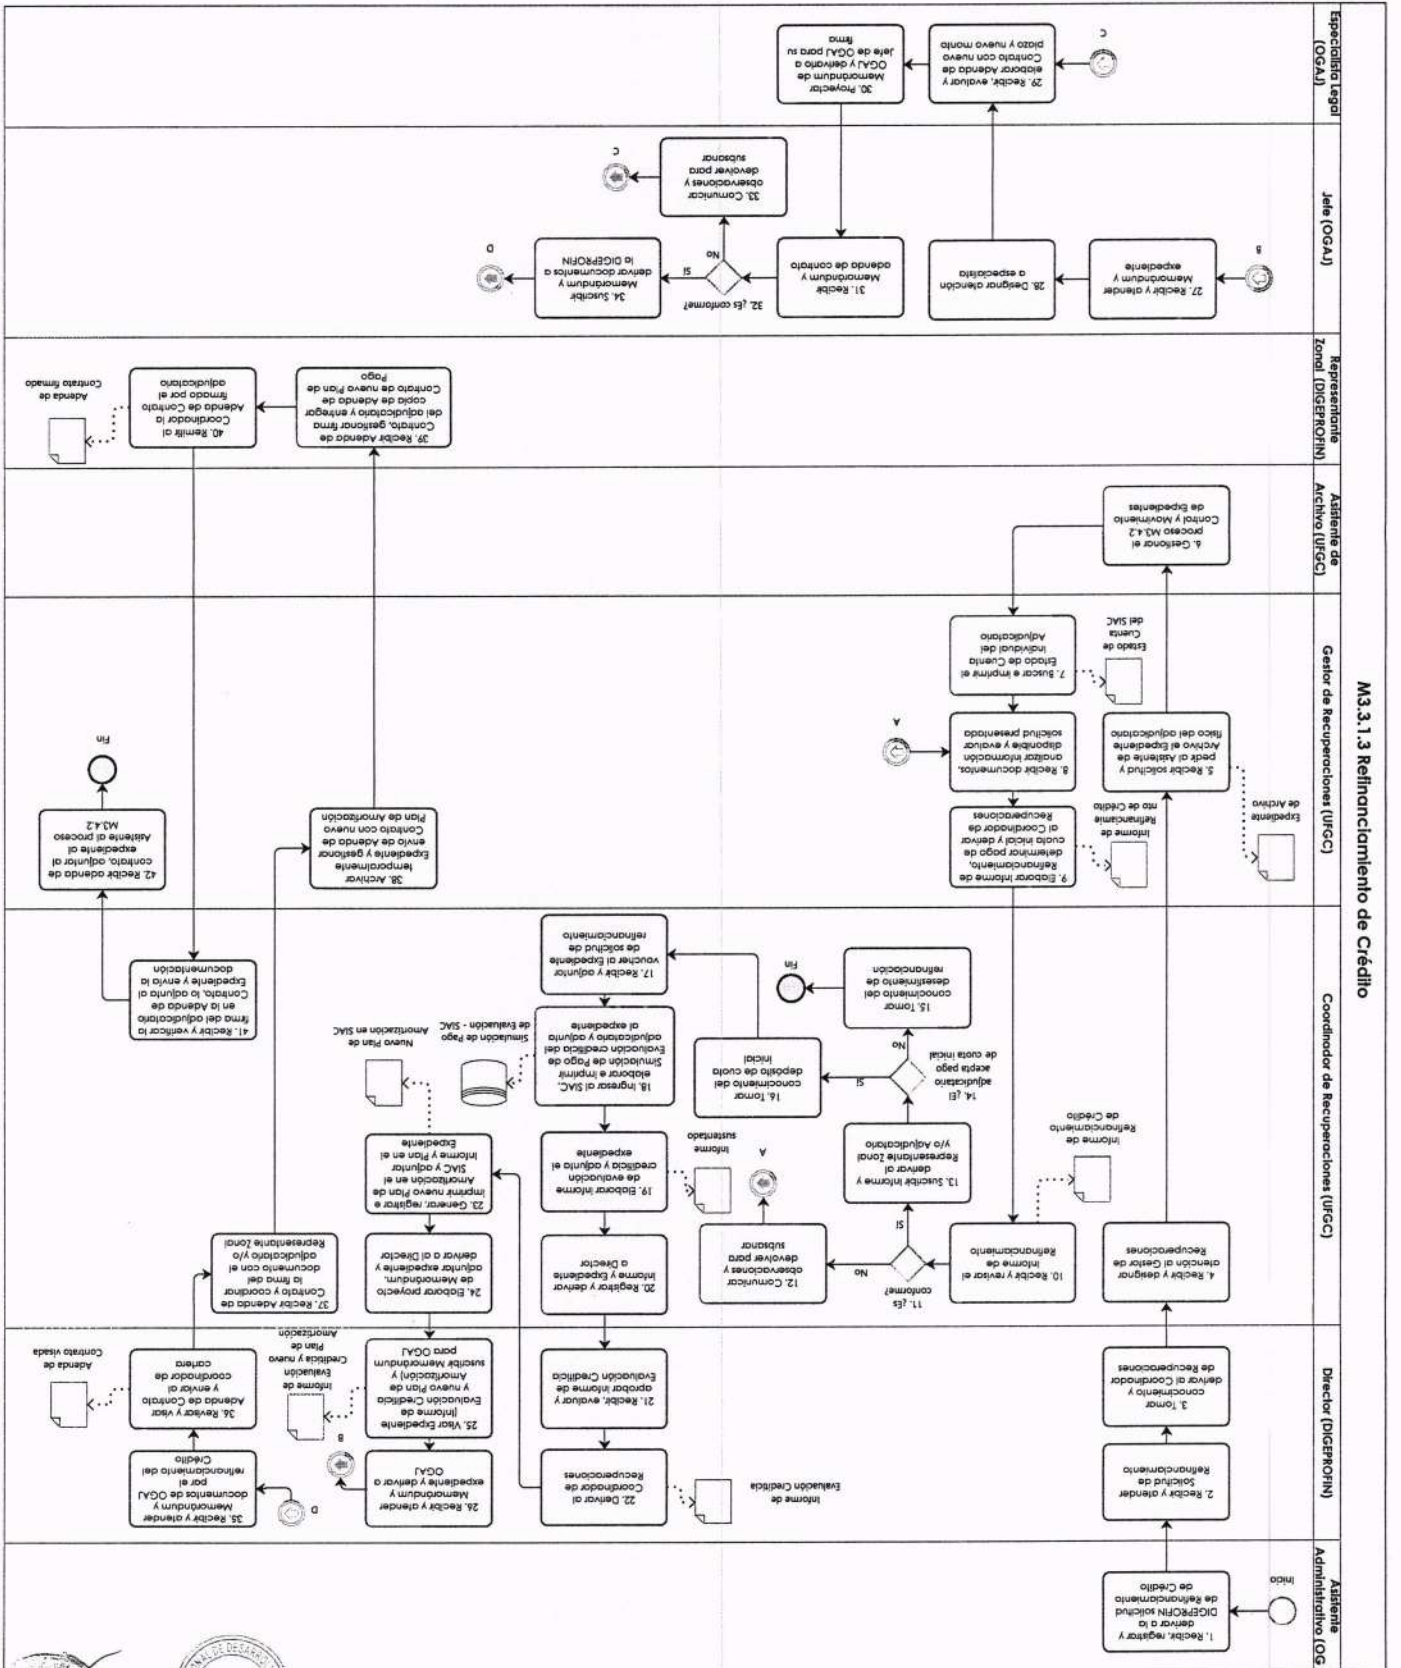 M3.3.1.3 Refinanciamiento de Crédito
Asistente
Administrativo (OG
Inicio
1. Recibir, registrar y
derivar a la
DIGEPROFIN solicitud
de Refinanciamiento
de Crédito
Director (DIGEPROFIN)
2. Recibir y atender
Solicitud de
Refinanciamiento
3. Tomar
conocimiento y
derivar al Coordinador
de Recuperaciones
Informe de
Evaluación Crediticia
22. Derivar al
Coordinador de
Recuperaciones
21. Recibir, evaluar y
aprobar Informe de
Evaluación Crediticia
26. Recibir y atender
Memorándum y
expediente y derivar a
OGAJ
B
25. Visar Expediente
(Informe de
Evaluación Crediticia
y nuevo Plan de
Amortización) y
suscribir Memorándum
para OGAJ
Informe de
Evaluación
Crediticia y nuevo
Plan de
Amortización
D
35. Recibir y atender
Memorándum y
documentos de OGAJ
por el
refinanciamiento del
Crédito
36. Revisar y visar
Adenda de Contrato
y enviar al
coordinador de
cartera
Adenda de
Contrato visada
Coordinador de Recuperaciones (UFGC)
4. Recibir y designar
atención al Gestor de
Recuperaciones
10. Recibir y revisar el
Informe de
Refinanciamiento
Informe de
Refinanciamiento
de Crédito
11. ¿Es
conforme?
No
Sí
12. Comunicar
observaciones y
devolver para
subsanar
A
13. Suscribir Informe y
derivar al
Representante Zonal
y/o Adjudicatario
14. ¿El
adjudicatario
acepta pago
de cuota inicial
Sí
No
15. Tomar
conocimiento del
desestimiento de
refinanciación
Fin
16. Tomar
conocimiento del
depósito de cuota
inicial
17. Recibir y adjuntar
voucher al Expediente
de solicitud de
refinanciamiento
18. Ingresar al SIAC,
elaborar e imprimir
Simulación de Pago de
Evaluación crediticia del
adjudicatario y adjunta
al expediente
Simulación de Pago
de Evaluación - SIAC
19. Elaborar informe
de evaluación
crediticia y adjunta el
expediente
Informe
sustentado
20. Registrar y derivar
Informe y Expediente
a Director
23. Generar, registrar e
imprimir nuevo Plan de
Amortización en el
SIAC y adjuntar
Informe y Plan en el
Expediente
Nuevo Plan de
Amortización en SIAC
24. Elaborar proyecto
de Memorándum,
adjuntar expediente y
derivar a al Director
37. Recibir Adenda de
Contrato y coordinar
la firma del
documento con el
adjudicatario y/o
Representante Zonal
41. Recibir y verificar la
firma del adjudicatario
en la Adenda de
Contrato, lo adjunta al
Expediente y envía la
documentación
Gestor de Recuperaciones (UFGC)
Expediente
de Archivo
5. Recibir solicitud y
pedir al Asistente de
Archivo el Expediente
físico del adjudicatario
7. Buscar e imprimir el
Estado de Cuenta
individual del
Adjudicatario
Estado de
Cuenta
del SIAC
8. Recibir documentos,
analizar información
disponible y evaluar
solicitud presentada
A
9. Elaborar Informe de
Refinanciamiento,
determinar pago de
cuota inicial y derivar
al Coordinador de
Recuperaciones
Informe de
Refinanciamie
nto de Crédito
38. Archivar
temporalmente
Expediente y gestionar
envío de Adenda de
Contrato con nuevo
Plan de Amortización
42. Recibir adenda de
contrato, adjuntar al
expediente al
Asistente al proceso
M3.4.2
Fin
Asistente de
Archivo (UFGC)
6. Gestionar el
proceso M3.4.2
Control y Movimiento
de Expedientes
Representante
Zonal (DIGEPROFIN)
39. Recibir Adenda de
Contrato, gestionar firma
del adjudicatario y entregar
copia de Adenda de
Contrato de nuevo Plan de
Pago
40. Remitir al
Coordinador la
Adenda de Contrato
firmado por el
adjudicatario
Adenda de
Contrato firmado
Jefe (OGAJ)
B
27. Recibir y atender
Memorándum y
expediente
28. Designar atención
a especialista
31. Recibir
Memorándum y
adenda de contrato
32. ¿Es conforme?
Sí
No
33. Comunicar
observaciones y
devolver para
subsanar
C
34. Suscribir
Memorándum y
derivar documentos a
la DIGEPROFIN
D
Especialista Legal
(OGAJ)
C
29. Recibir, evaluar y
elaborar Adenda de
Contrato con nuevo
plazo y nuevo monto
30. Proyectar
Memorándum de
OGAJ y derivarlo a
Jefe de OGAJ para su
firma